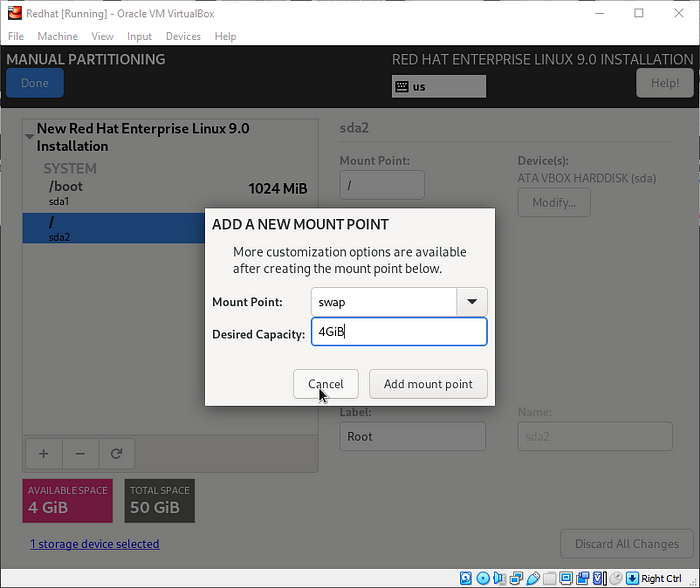 Redhat [Running] - Oracle VM VirtualBox
File Machine View Input Devices Help
MANUAL PARTITIONING
RED HAT ENTERPRISE LINUX 9.0 INSTALLATION
Done
us
Help!
New Red Hat Enterprise Linux 9.0
Installation
SYSTEM
/boot
1024 MiB
sda1
/
sda2
sda2
Mount Point:
/
Device(s):
ATA VBOX HARDDISK (sda)
Modify...
ADD A NEW MOUNT POINT
More customization options are available
after creating the mount point below.
Mount Point:
swap
Desired Capacity:
4GiB
Cancel
Add mount point
Label:
Root
Name:
sda2
+ −
AVAILABLE SPACE
4 GiB
TOTAL SPACE
50 GiB
1 storage device selected
Discard All Changes
Right Ctrl